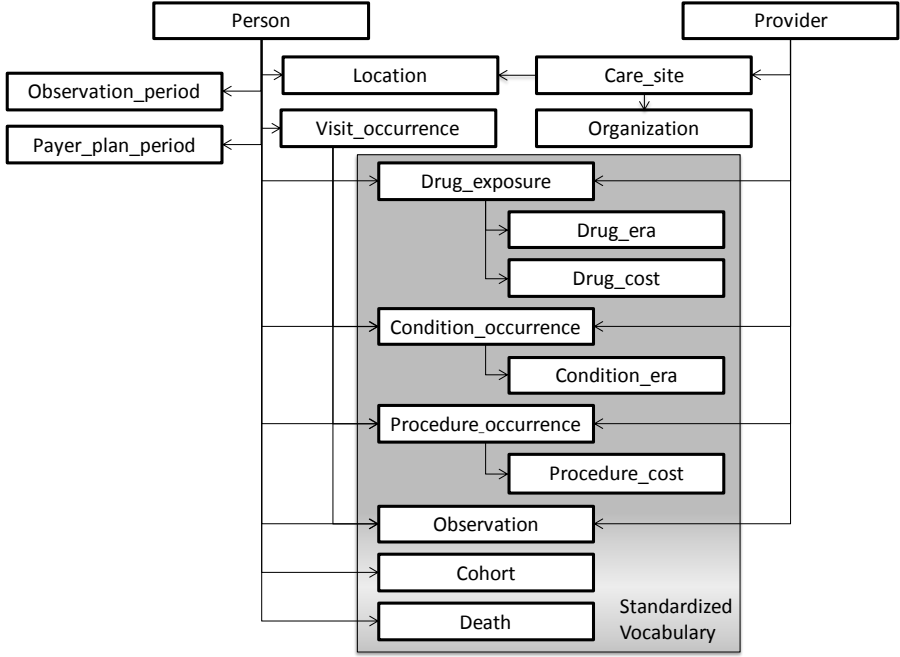 Person
Provider
Location
Care_site
Observation_period
Visit_occurrence
Organization
Payer_plan_period
Drug_exposure
Drug_era
Drug_cost
Condition_occurrence
Condition_era
Procedure_occurrence
Procedure_cost
Observation
Cohort
Death
Standardized
Vocabulary